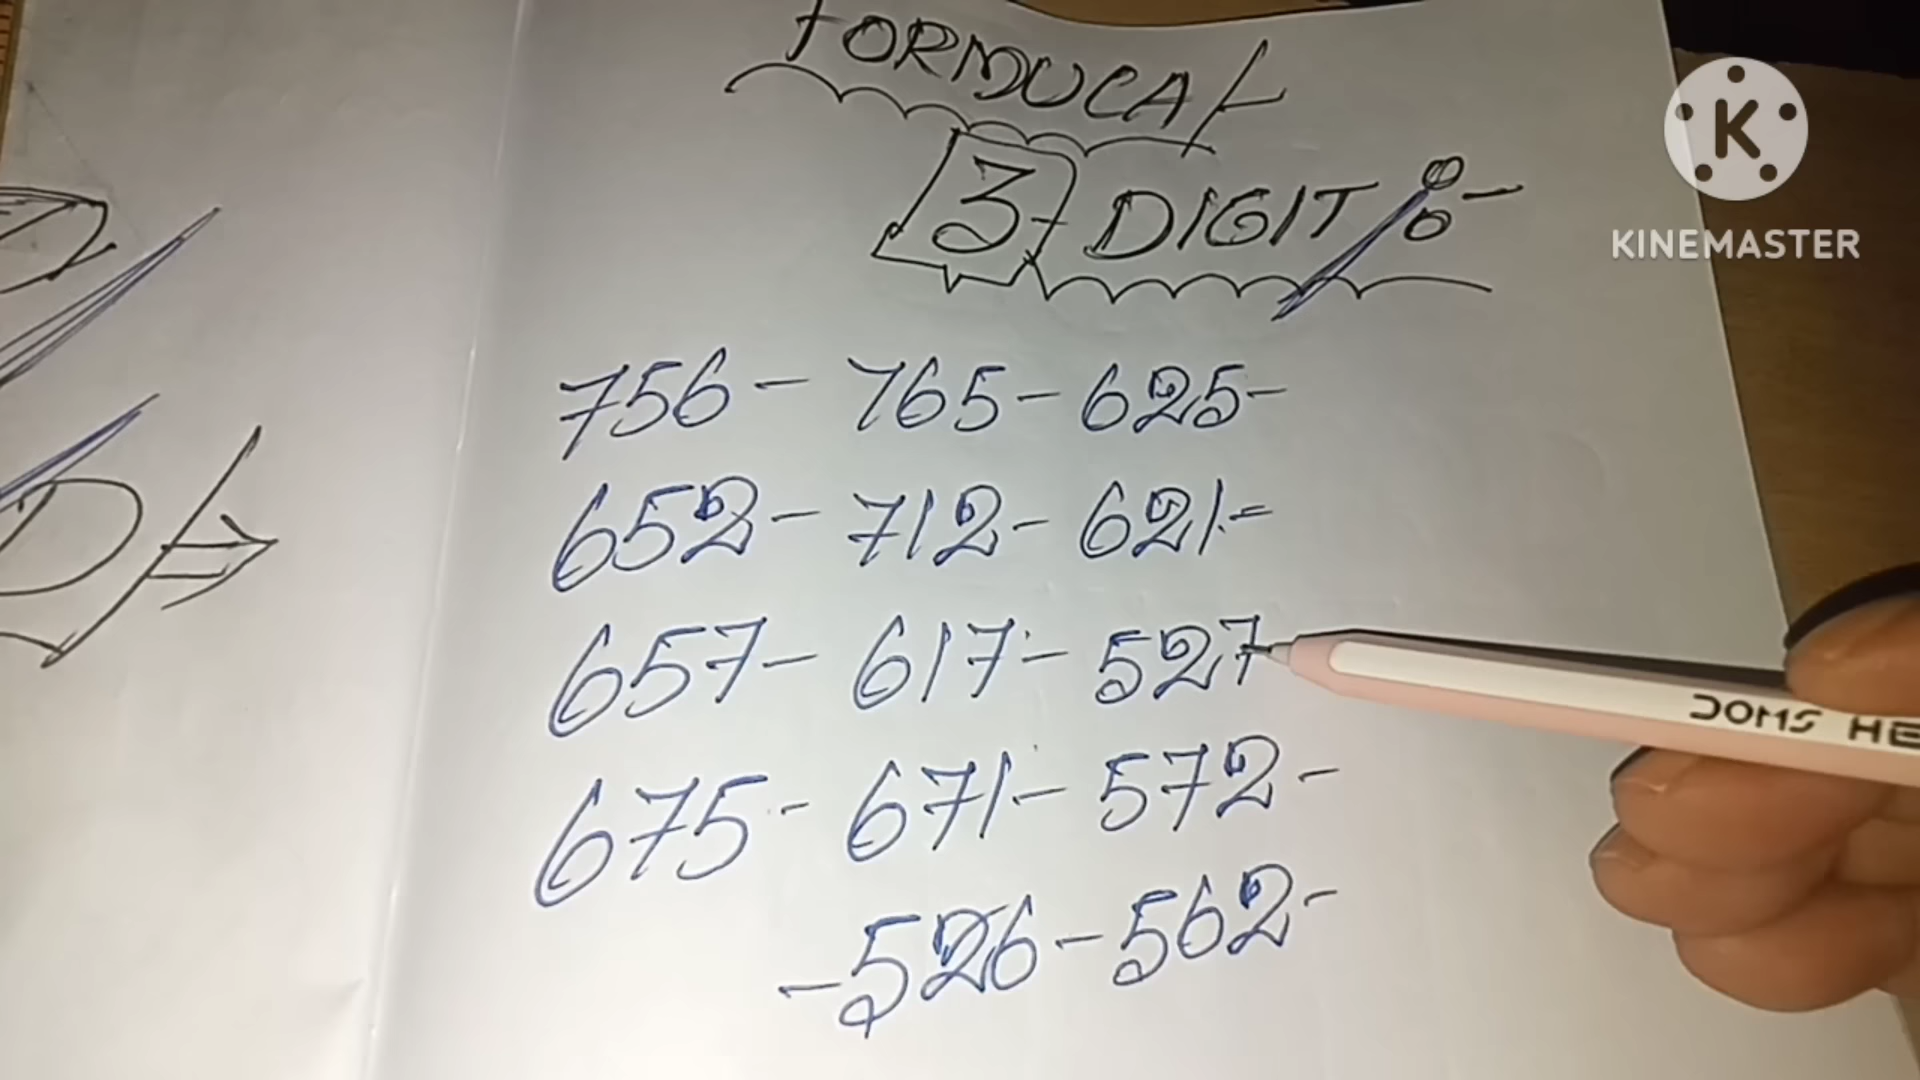 FORMUCA/-
3 DIGIT/:-
K
KINEMASTER
756 - 765 - 625 -
652 - 712 - 621 -
657 - 617 - 527
DOMS HE
675 - 671 - 572 -
- 526 - 562 -